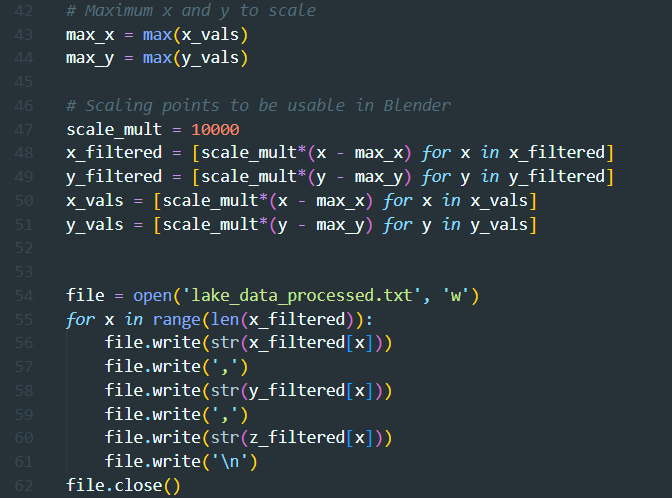 42 # Maximum x and y to scale
43 max_x = max(x_vals)
44 max_y = max(y_vals)
45
46 # Scaling points to be usable in Blender
47 scale_mult = 10000
48 x_filtered = [scale_mult*(x - max_x) for x in x_filtered]
49 y_filtered = [scale_mult*(y - max_y) for y in y_filtered]
50 x_vals = [scale_mult*(x - max_x) for x in x_vals]
51 y_vals = [scale_mult*(y - max_y) for y in y_vals]
52
53
54 file = open('lake_data_processed.txt', 'w')
55 for x in range(len(x_filtered)):
56     file.write(str(x_filtered[x]))
57     file.write(',')
58     file.write(str(y_filtered[x]))
59     file.write(',')
60     file.write(str(z_filtered[x]))
61     file.write('\n')
62 file.close()